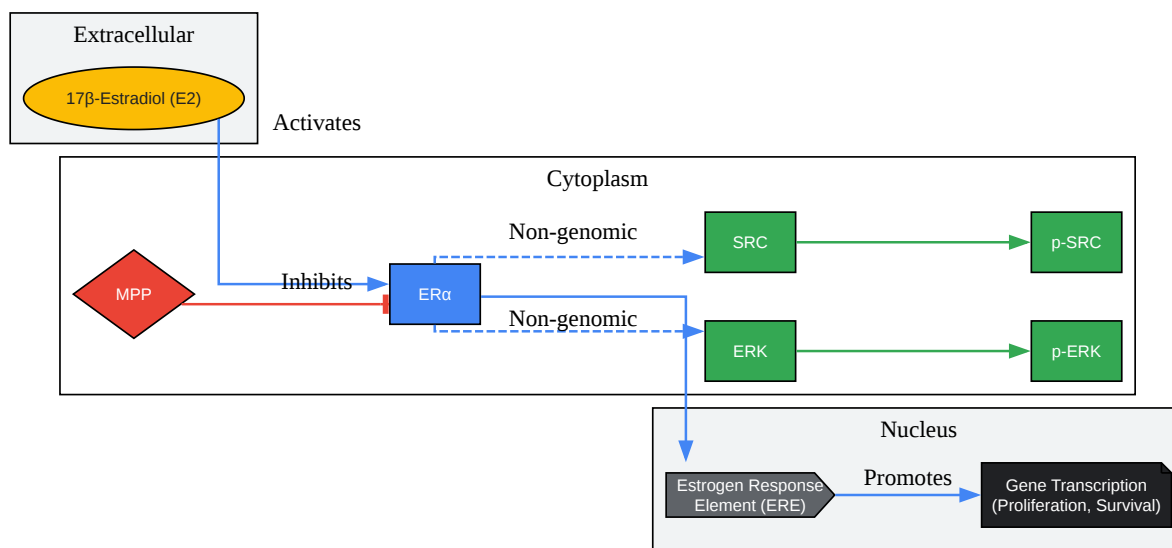 Extracellular
17β-Estradiol (E2)
Activates
Cytoplasm
Non-genomic
SRC
p-SRC
MPP
Inhibits
ERα
Non-genomic
ERK
p-ERK
Nucleus
Estrogen Response
Element (ERE)
Promotes
Gene Transcription
(Proliferation, Survival)